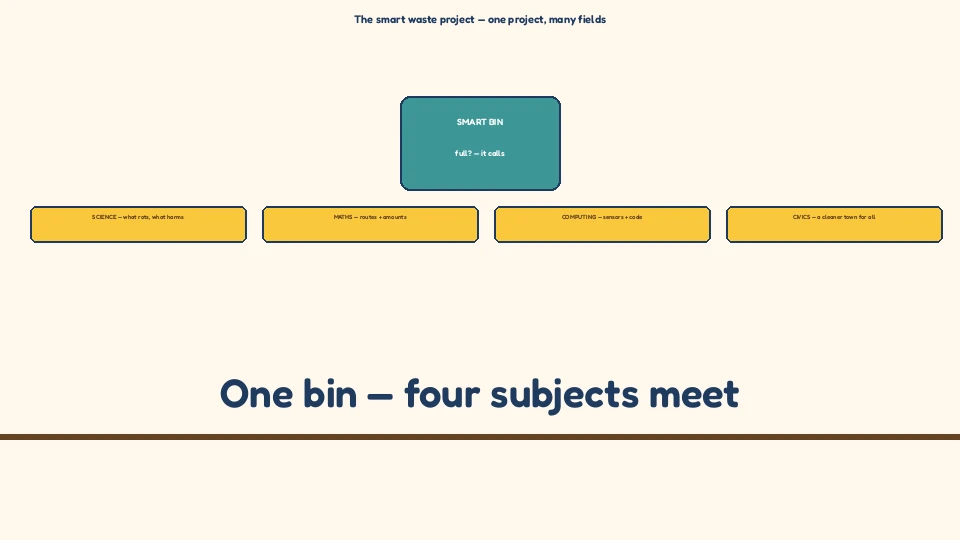 The smart waste project — one project, many fields
SMART BIN
full? — it calls
SCIENCE — what rots, what harms
MATHS — routes + amounts
COMPUTING — sensors + code
CIVICS — a cleaner town for all
One bin — four subjects meet